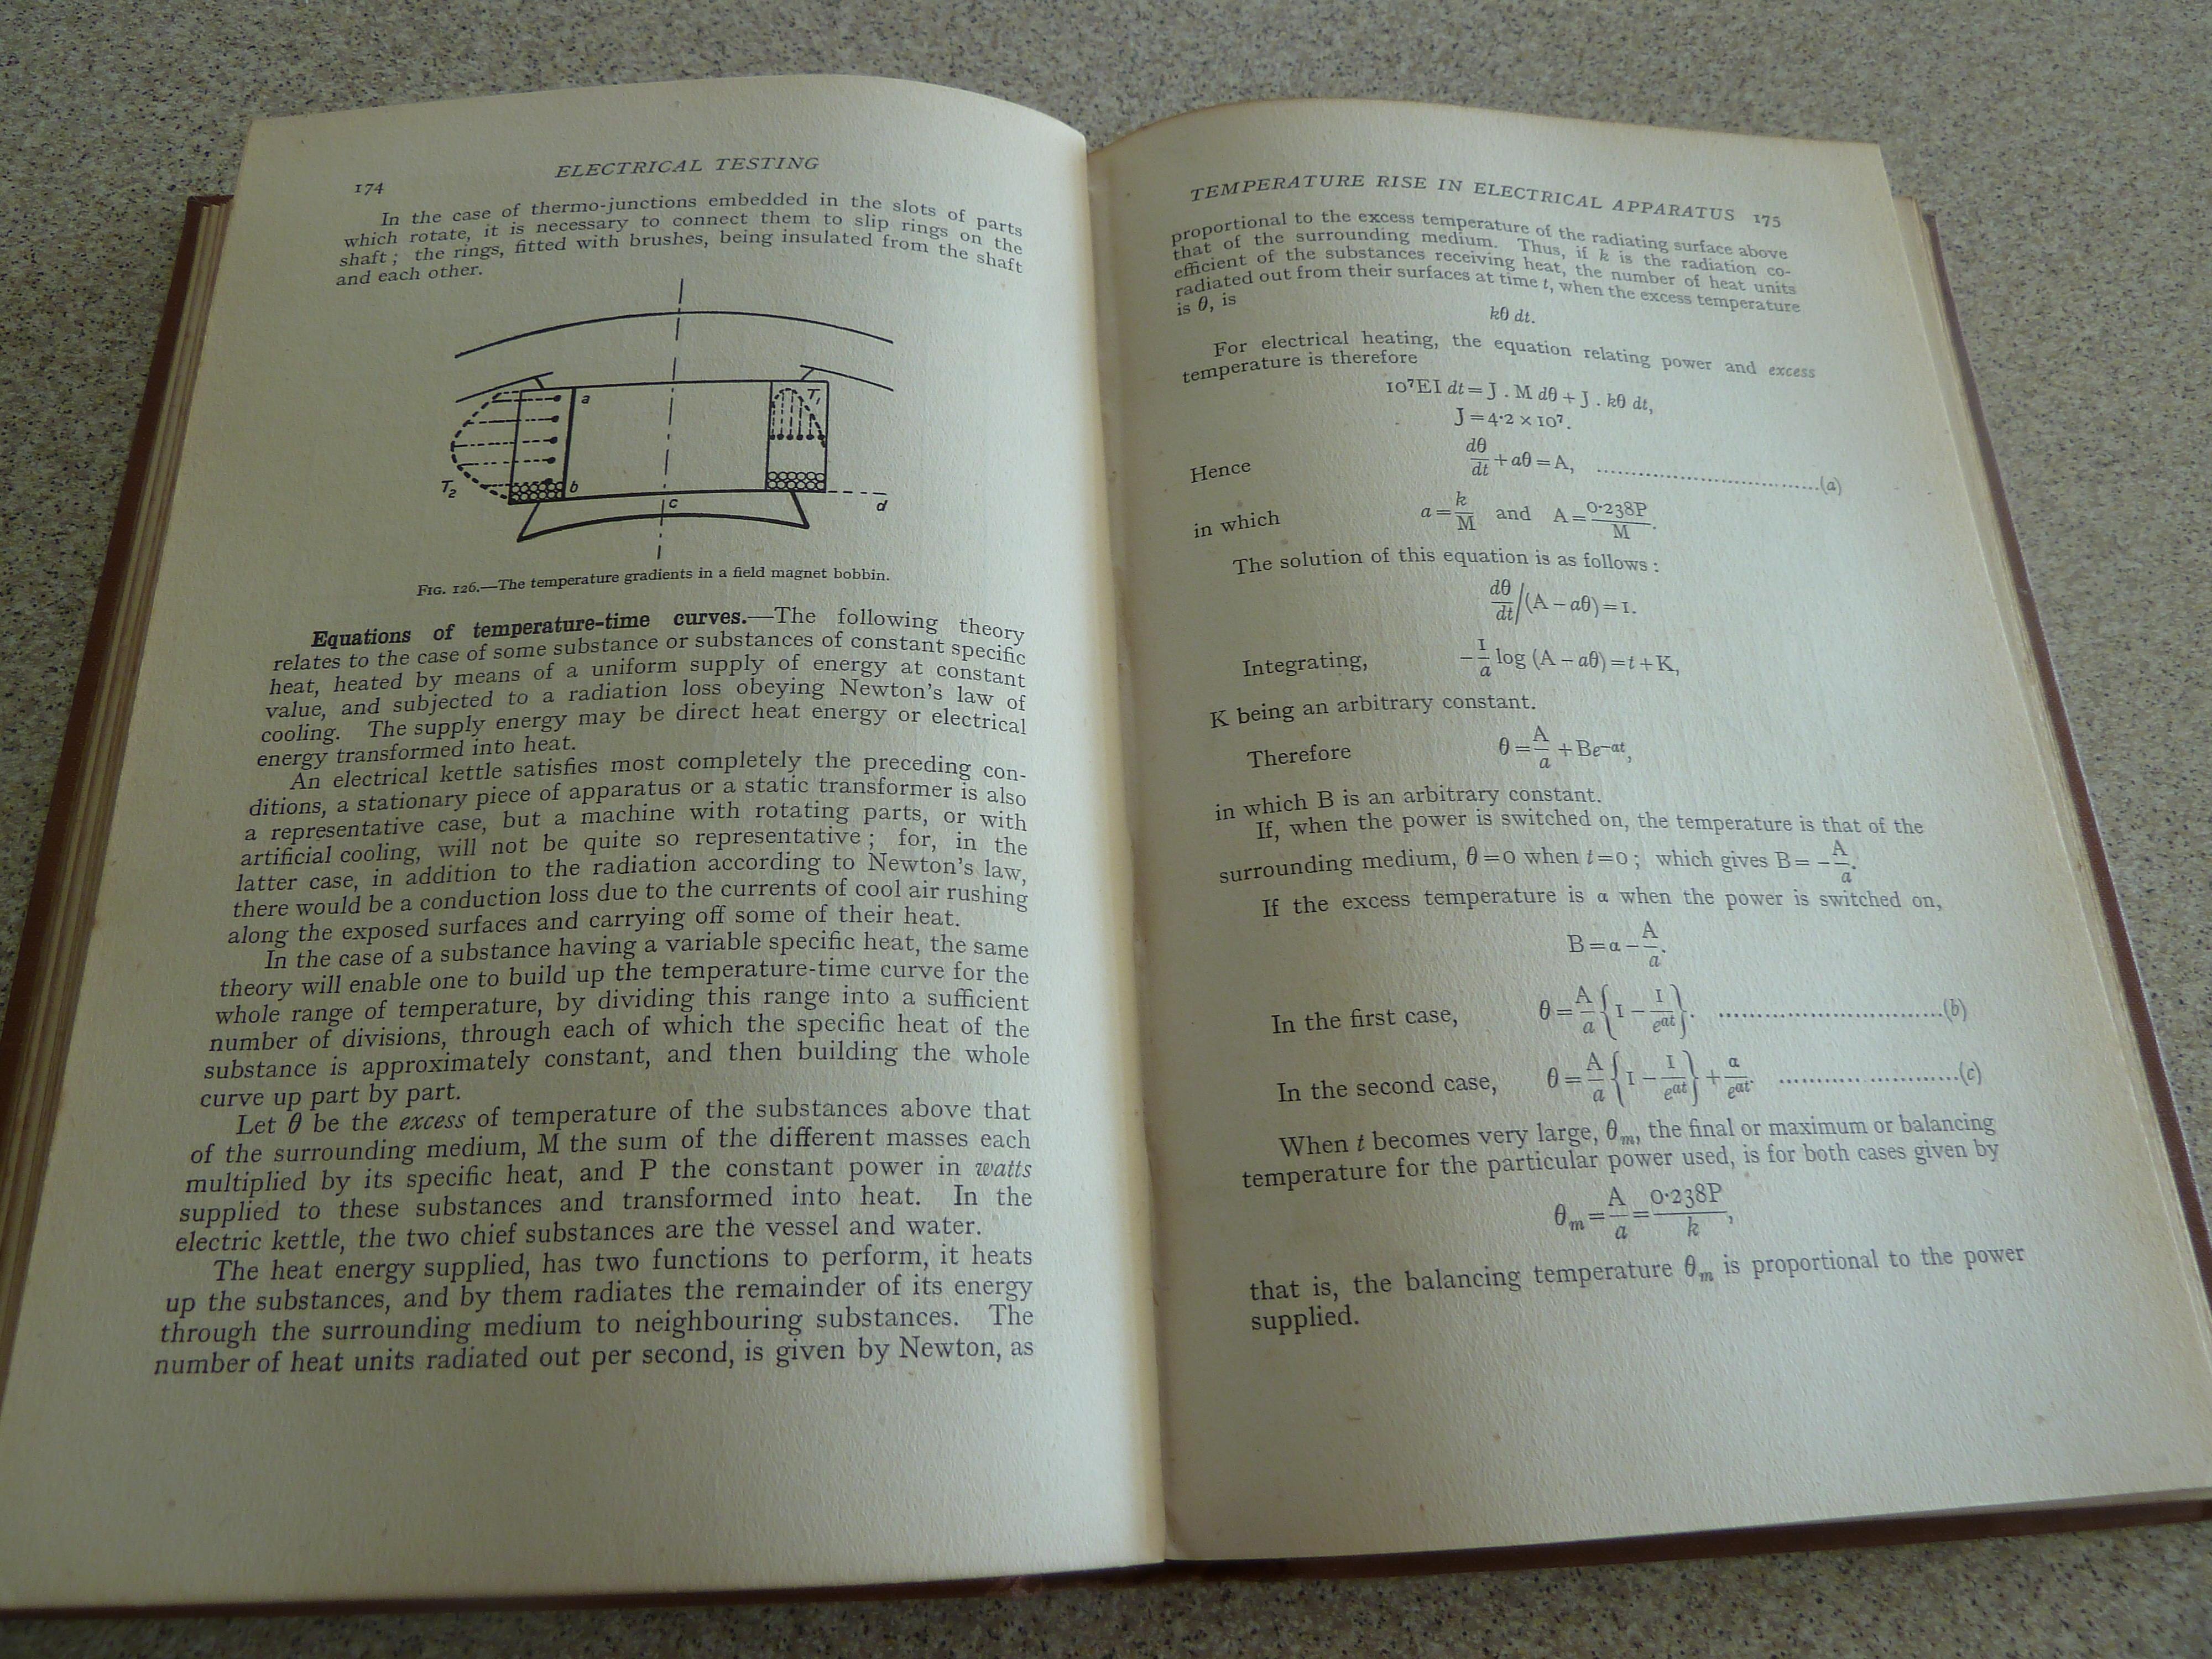 174
ELECTRICAL TESTING
In the case of thermo-junctions embedded in the slots of parts
which rotate, it is necessary to connect them to slip rings on the
shaft; the rings, fitted with brushes, being insulated from the shaft
and each other.
a
T₁
T₂
b
c
d
FIG. 126.—The temperature gradients in a field magnet bobbin.
Equations of temperature-time curves.—The following theory
relates to the case of some substance or substances of constant specific
heat, heated by means of a uniform supply of energy at constant
value, and subjected to a radiation loss obeying Newton's law of
cooling. The supply energy may be direct heat energy or electrical
energy transformed into heat.
An electrical kettle satisfies most completely the preceding con-
ditions, a stationary piece of apparatus or a static transformer is also
a representative case, but a machine with rotating parts, or with
artificial cooling, will not be quite so representative; for, in the
latter case, in addition to the radiation according to Newton's law,
there would be a conduction loss due to the currents of cool air rushing
along the exposed surfaces and carrying off some of their heat.
In the case of a substance having a variable specific heat, the same
theory will enable one to build up the temperature-time curve for the
whole range of temperature, by dividing this range into a sufficient
number of divisions, through each of which the specific heat of the
substance is approximately constant, and then building the whole
curve up part by part.
Let θ be the excess of temperature of the substances above that
of the surrounding medium, M the sum of the different masses each
multiplied by its specific heat, and P the constant power in watts
supplied to these substances and transformed into heat. In the
electric kettle, the two chief substances are the vessel and water.
The heat energy supplied, has two functions to perform, it heats
up the substances, and by them radiates the remainder of its energy
through the surrounding medium to neighbouring substances. The
number of heat units radiated out per second, is given by Newton, as
TEMPERATURE RISE IN ELECTRICAL APPARATUS 175
proportional to the excess temperature of the radiating surface above
that of the surrounding medium. Thus, if k is the radiation co-
efficient of the substances receiving heat, the number of heat units
radiated out from their surfaces at time t, when the excess temperature
is θ, is
kθ dt.
For electrical heating, the equation relating power and excess
temperature is therefore
10⁷EI dt = J . M dθ + J . kθ dt,
J = 4·2 × 10⁷.
Hence dθ/dt + aθ = A, ..............................(a)
in which a = k/M and A = 0·238P/M.
The solution of this equation is as follows:
dθ/dt/(A − aθ) = 1.
Integrating, −1/a log (A − aθ) = t + K,
K being an arbitrary constant.
Therefore θ = A/a + Be^−at,
in which B is an arbitrary constant.
If, when the power is switched on, the temperature is that of the
surrounding medium, θ = 0 when t = 0; which gives B = −A/a.
If the excess temperature is α when the power is switched on,
B = α − A/a.
In the first case, θ = A/a {1 − 1/e^at}. ..............................(b)
In the second case, θ = A/a {1 − 1/e^at} + α/e^at. ..............................(c)
When t becomes very large, θm, the final or maximum or balancing
temperature for the particular power used, is for both cases given by
θm = A/a = 0·238P/k,
that is, the balancing temperature θm is proportional to the power
supplied.